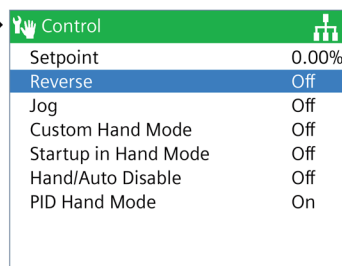 Control
Setpoint 0.00%
Reverse Off
Jog Off
Custom Hand Mode Off
Startup in Hand Mode Off
Hand/Auto Disable Off
PID Hand Mode On